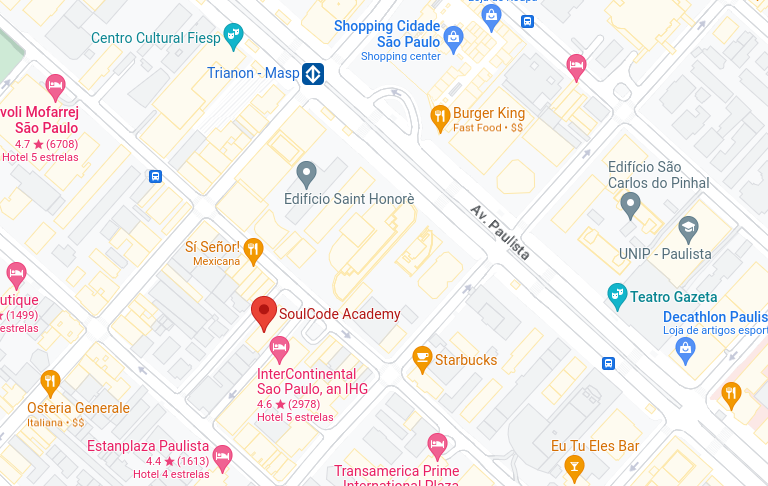 Centro Cultural Fiesp
Shopping Cidade
São Paulo
Shopping center
Trianon - Masp
voli Mofarrej
São Paulo
4.7 ★ (6708)
Hotel 5 estrelas
Burger King
Fast Food • $$
Edifício Saint Honorè
Edifício São
Carlos do Pinhal
Av. Paulista
UNIP - Paulista
Sí Señor!
Mexicana
utique
(1499)
estrelas
SoulCode Academy
Teatro Gazeta
Decathlon Paulis
Loja de artigos esport
InterContinental
Sao Paulo, an IHG
4.6 ★ (2978)
Hotel 5 estrelas
Starbucks
Osteria Generale
Italiana • $$
Estanplaza Paulista
4.4 ★ (1613)
Hotel 4 estrelas
Transamerica Prime
International Plaza
Eu Tu Eles Bar